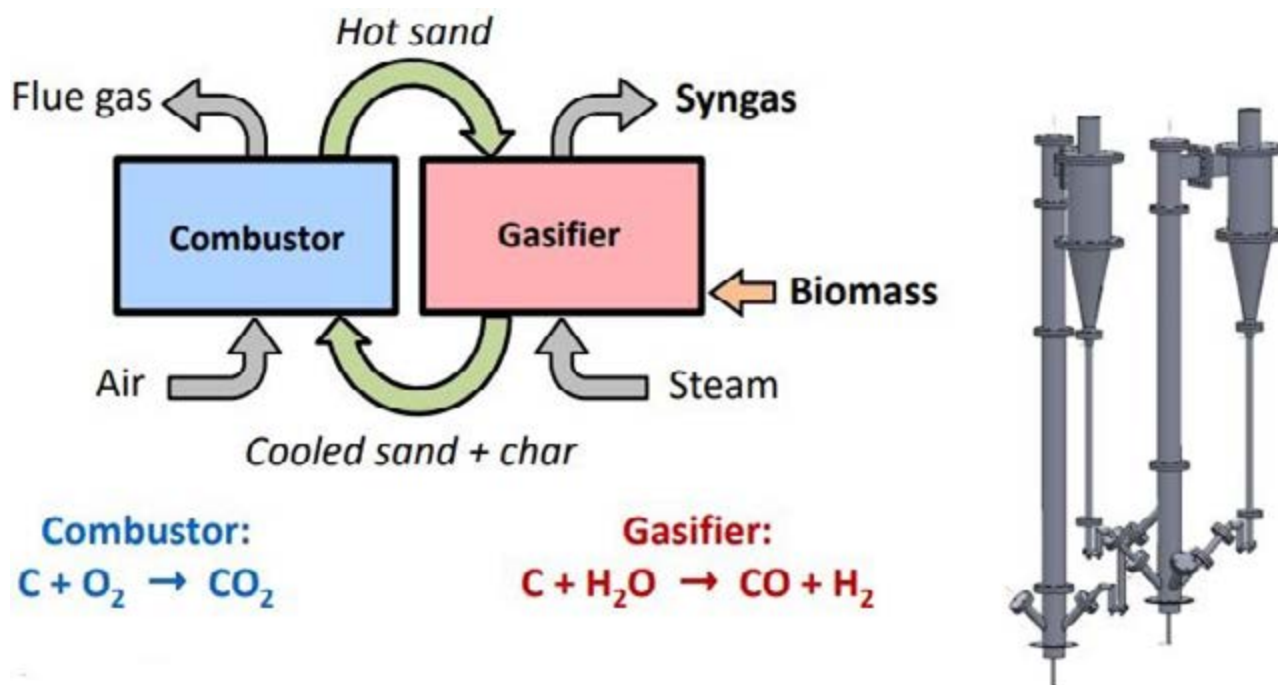 Hot sand
Flue gas
Syngas
Combustor
Gasifier
Biomass
Air
Steam
Cooled sand + char
Combustor:
C + O₂ → CO₂
Gasifier:
C + H₂O → CO + H₂